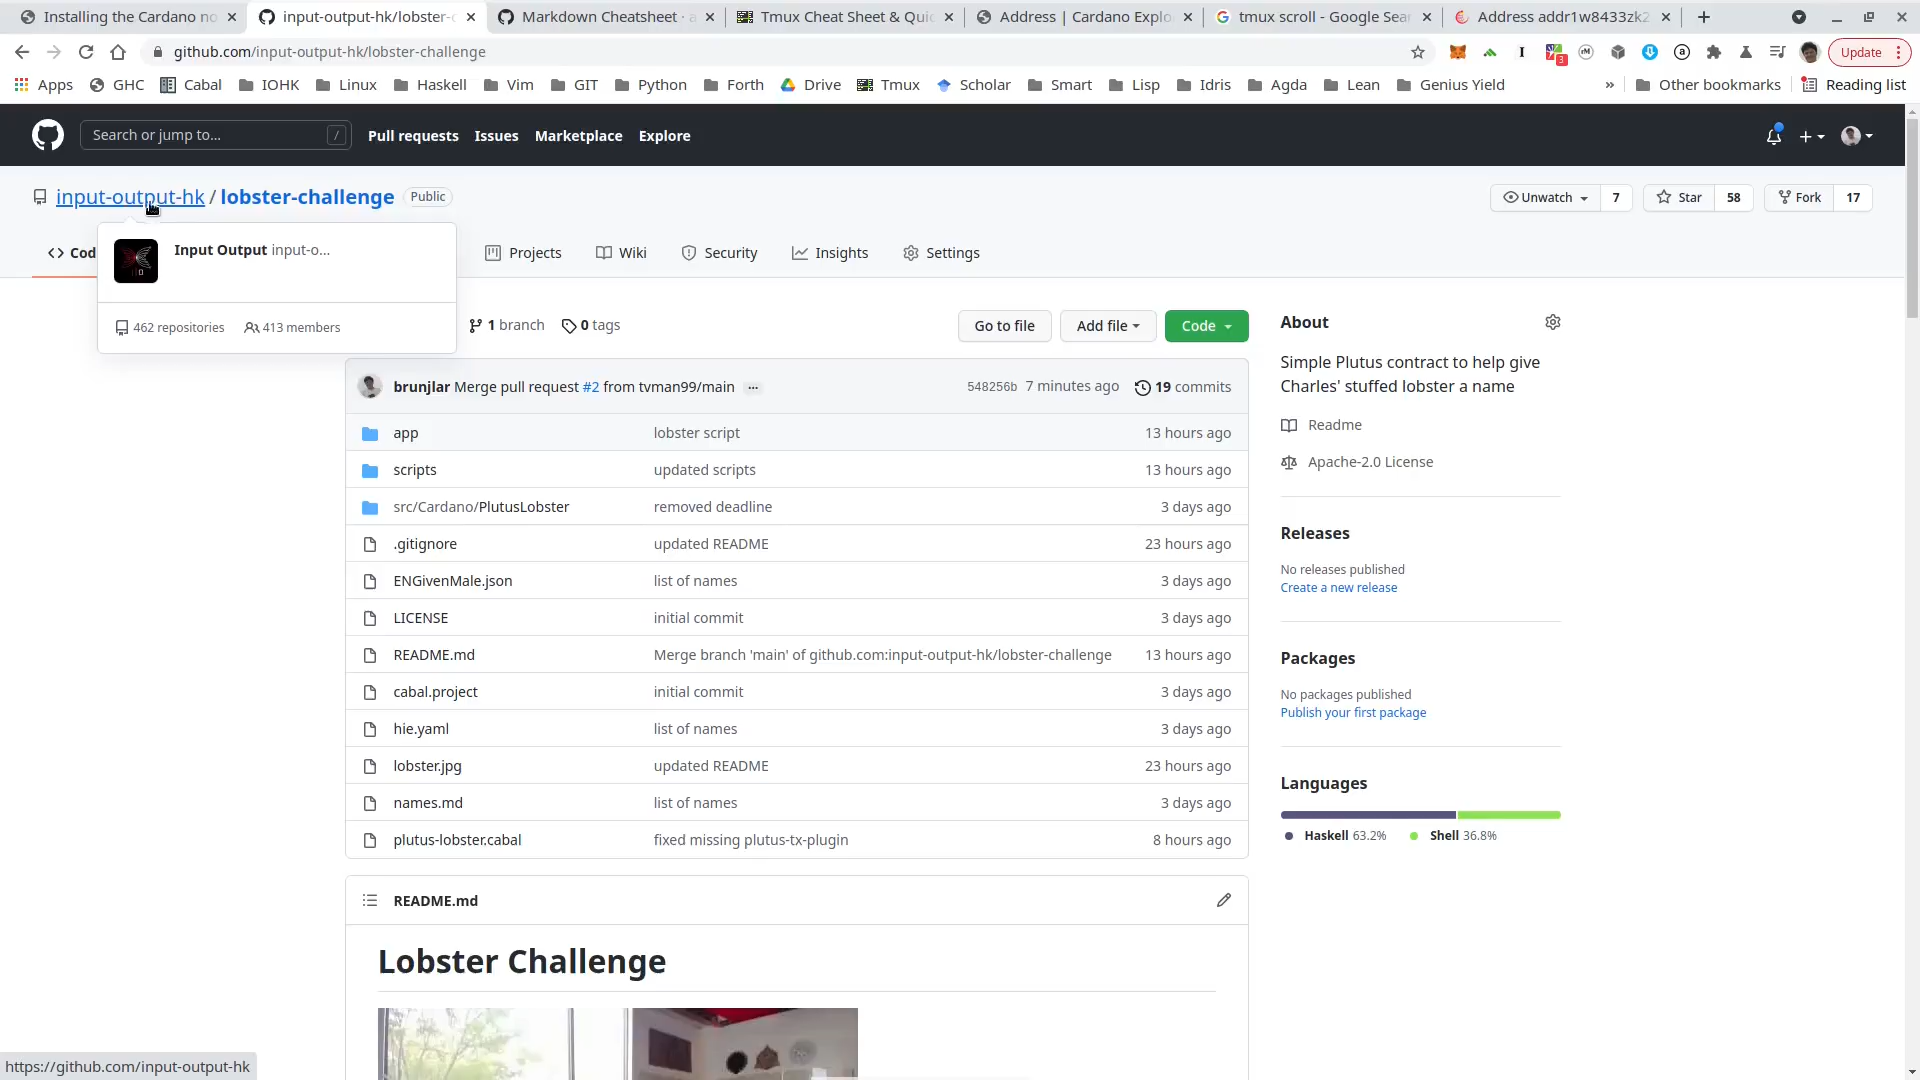 Installing the Cardano no
input-output-hk/lobster-c
Markdown Cheatsheet · a
Tmux Cheat Sheet & Quic
Address | Cardano Explo
tmux scroll - Google Sear
Address addr1w8433zk2
github.com/input-output-hk/lobster-challenge
3
Update
Apps
GHC
Cabal
IOHK
Linux
Haskell
Vim
GIT
Python
Forth
Drive
Tmux
Scholar
Smart
Lisp
Idris
Agda
Lean
Genius Yield
»
Other bookmarks
Reading list
Search or jump to...
/
Pull requests
Issues
Marketplace
Explore
input-output-hk / lobster-challenge
Public
Unwatch
7
Star
58
Fork
17
Input Output input-o...
462 repositories
413 members
<> Cod
Projects
Wiki
Security
Insights
Settings
1 branch
0 tags
Go to file
Add file
Code
brunjlar Merge pull request #2 from tvman99/main ...
548256b 7 minutes ago
19 commits
app lobster script 13 hours ago
scripts updated scripts 13 hours ago
src/Cardano/PlutusLobster removed deadline 3 days ago
.gitignore updated README 23 hours ago
ENGivenMale.json list of names 3 days ago
LICENSE initial commit 3 days ago
README.md Merge branch 'main' of github.com:input-output-hk/lobster-challenge 13 hours ago
cabal.project initial commit 3 days ago
hie.yaml list of names 3 days ago
lobster.jpg updated README 23 hours ago
names.md list of names 3 days ago
plutus-lobster.cabal fixed missing plutus-tx-plugin 8 hours ago
README.md
Lobster Challenge
About
Simple Plutus contract to help give
Charles' stuffed lobster a name
Readme
Apache-2.0 License
Releases
No releases published
Create a new release
Packages
No packages published
Publish your first package
Languages
Haskell 63.2%
Shell 36.8%
https://github.com/input-output-hk